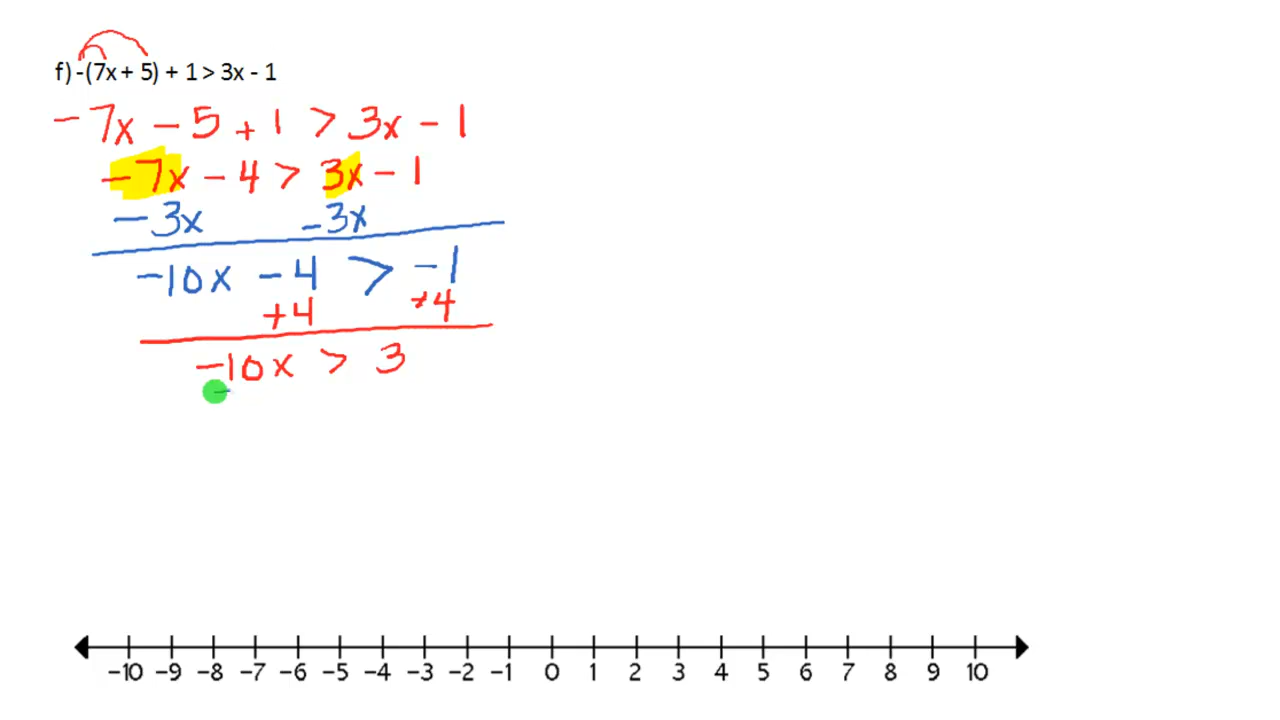 f) -(7x + 5) + 1 > 3x - 1
-7x - 5 + 1 > 3x - 1
-7x - 4 > 3x - 1
-3x -3x
-10x - 4 > -1
+4 +4
-10x > 3
-10 -9 -8 -7 -6 -5 -4 -3 -2 -1 0 1 2 3 4 5 6 7 8 9 10